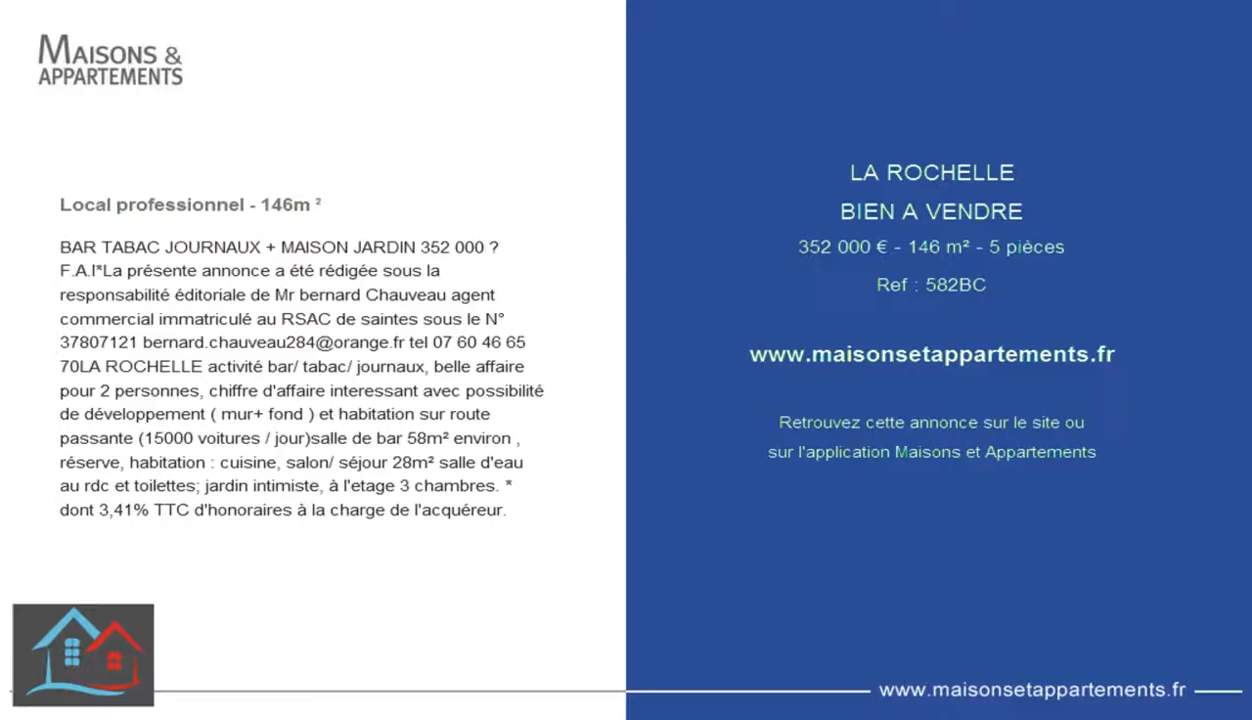 MAISONS &
APPARTEMENTS
Local professionnel - 146m ²
BAR TABAC JOURNAUX + MAISON JARDIN 352 000 ?
F.A.I*La présente annonce a été rédigée sous la
responsabilité éditoriale de Mr bernard Chauveau agent
commercial immatriculé au RSAC de saintes sous le N°
37807121 bernard.chauveau284@orange.fr tel 07 60 46 65
70LA ROCHELLE activité bar/ tabac/ journaux, belle affaire
pour 2 personnes, chiffre d'affaire interessant avec possibilité
de développement ( mur+ fond ) et habitation sur route
passante (15000 voitures / jour)salle de bar 58m² environ ,
réserve, habitation : cuisine, salon/ séjour 28m² salle d'eau
au rdc et toilettes; jardin intimiste, à l'etage 3 chambres. *
dont 3,41% TTC d'honoraires à la charge de l'acquéreur.
LA ROCHELLE
BIEN A VENDRE
352 000 € - 146 m² - 5 pièces
Ref : 582BC
www.maisonsetappartements.fr
Retrouvez cette annonce sur le site ou
sur l'application Maisons et Appartements
www.maisonsetappartements.fr